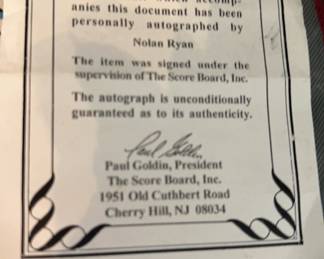 anies this document has been
personally autographed by
Nolan Ryan
The item was signed under the
supervision of The Score Board, Inc.
The autograph is unconditionally
guaranteed as to its authenticity.
Paul Goldin
Paul Goldin, President
The Score Board, Inc.
1951 Old Cuthbert Road
Cherry Hill, NJ 08034